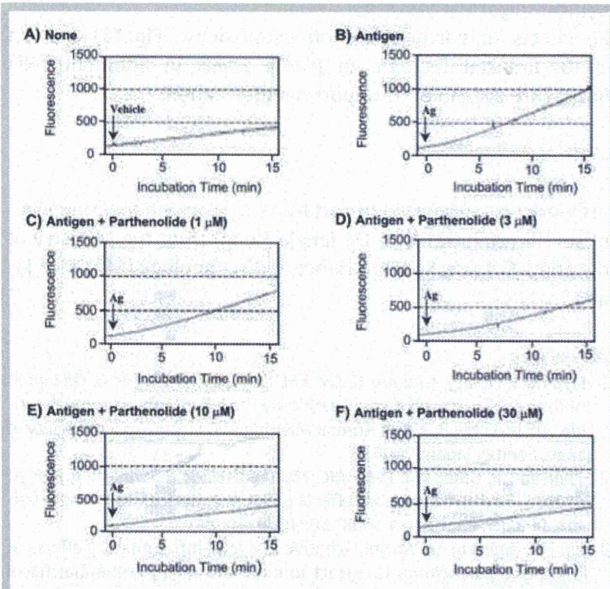 A) None
1500
1000
500
0
Fluorescence
Vehicle
0 5 10 15
Incubation Time (min)
B) Antigen
1500
1000
500
0
Fluorescence
Ag
0 5 10 15
Incubation Time (min)
C) Antigen + Parthenolide (1 μM)
1500
1000
500
0
Fluorescence
Ag
0 5 10 15
Incubation Time (min)
D) Antigen + Parthenolide (3 μM)
1500
1000
500
0
Fluorescence
Ag
0 5 10 15
Incubation Time (min)
E) Antigen + Parthenolide (10 μM)
1500
1000
500
0
Fluorescence
Ag
0 5 10 15
Incubation Time (min)
F) Antigen + Parthenolide (30 μM)
1500
1000
500
0
Fluorescence
Ag
0 5 10 15
Incubation Time (min)